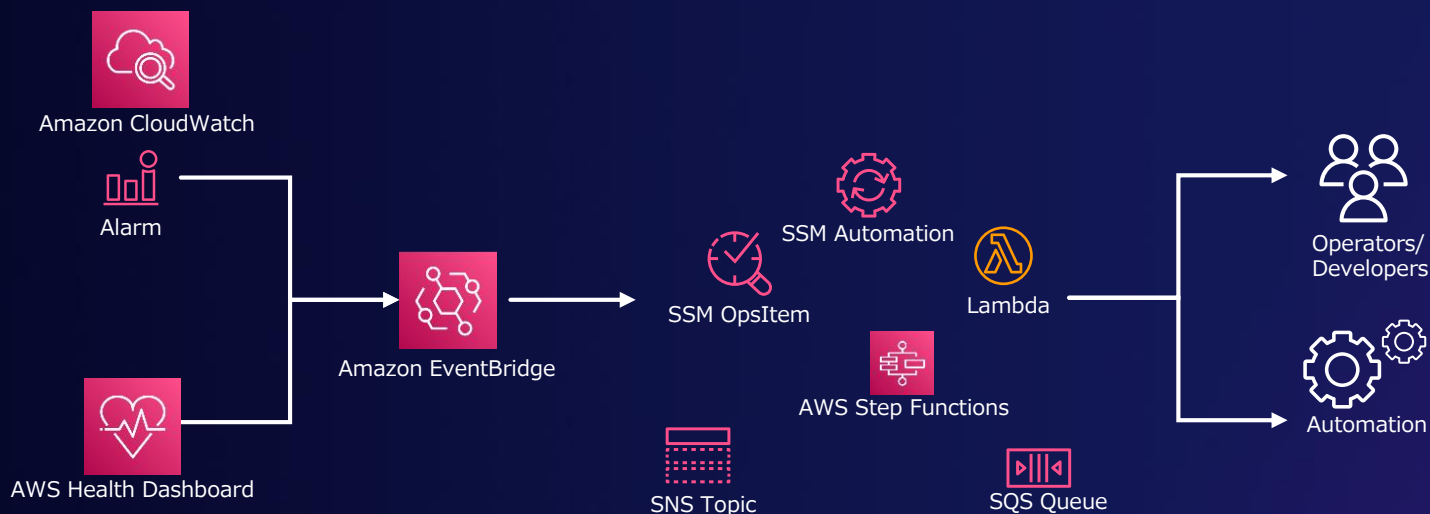 Amazon CloudWatch
Alarm
AWS Health Dashboard
Amazon EventBridge
SSM OpsItem
SSM Automation
Lambda
AWS Step Functions
SNS Topic
SQS Queue
Operators/
Developers
Automation